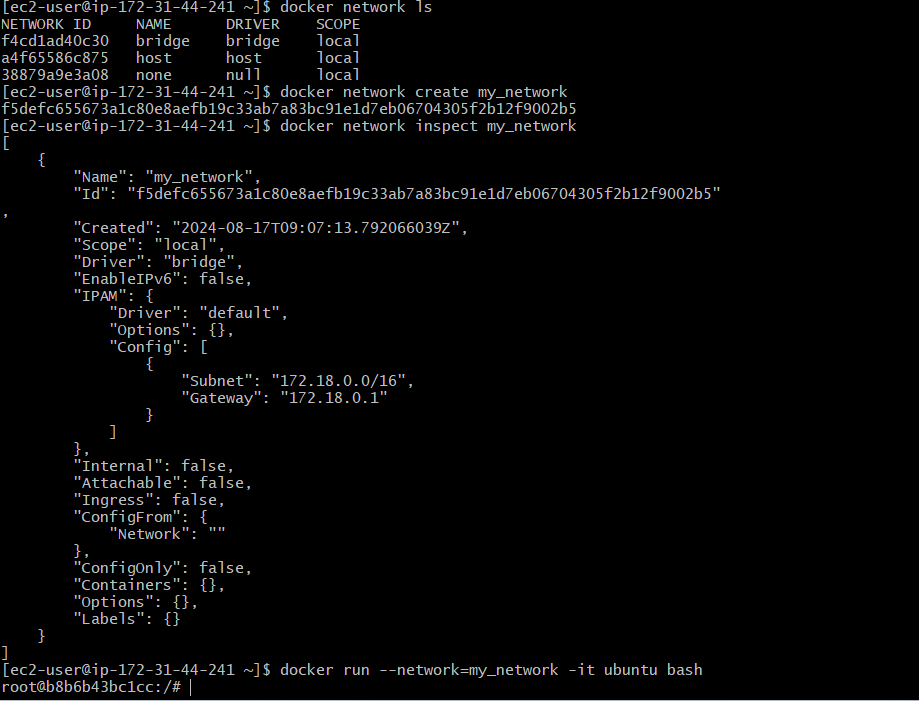 [ec2-user@ip-172-31-44-241 ~]$ docker network ls
NETWORK ID     NAME      DRIVER    SCOPE
f4cd1ad40c30   bridge    bridge    local
a4f65586c875   host      host      local
38879a9e3a08   none      null      local
[ec2-user@ip-172-31-44-241 ~]$ docker network create my_network
f5defc655673a1c80e8aefb19c33ab7a83bc91e1d7eb06704305f2b12f9002b5
[ec2-user@ip-172-31-44-241 ~]$ docker network inspect my_network
[
    {
        "Name": "my_network",
        "Id": "f5defc655673a1c80e8aefb19c33ab7a83bc91e1d7eb06704305f2b12f9002b5"
,
        "Created": "2024-08-17T09:07:13.792066039Z",
        "Scope": "local",
        "Driver": "bridge",
        "EnableIPv6": false,
        "IPAM": {
            "Driver": "default",
            "Options": {},
            "Config": [
                {
                    "Subnet": "172.18.0.0/16",
                    "Gateway": "172.18.0.1"
                }
            ]
        },
        "Internal": false,
        "Attachable": false,
        "Ingress": false,
        "ConfigFrom": {
            "Network": ""
        },
        "ConfigOnly": false,
        "Containers": {},
        "Options": {},
        "Labels": {}
    }
]
[ec2-user@ip-172-31-44-241 ~]$ docker run --network=my_network -it ubuntu bash
root@b8b6b43bc1cc:/#